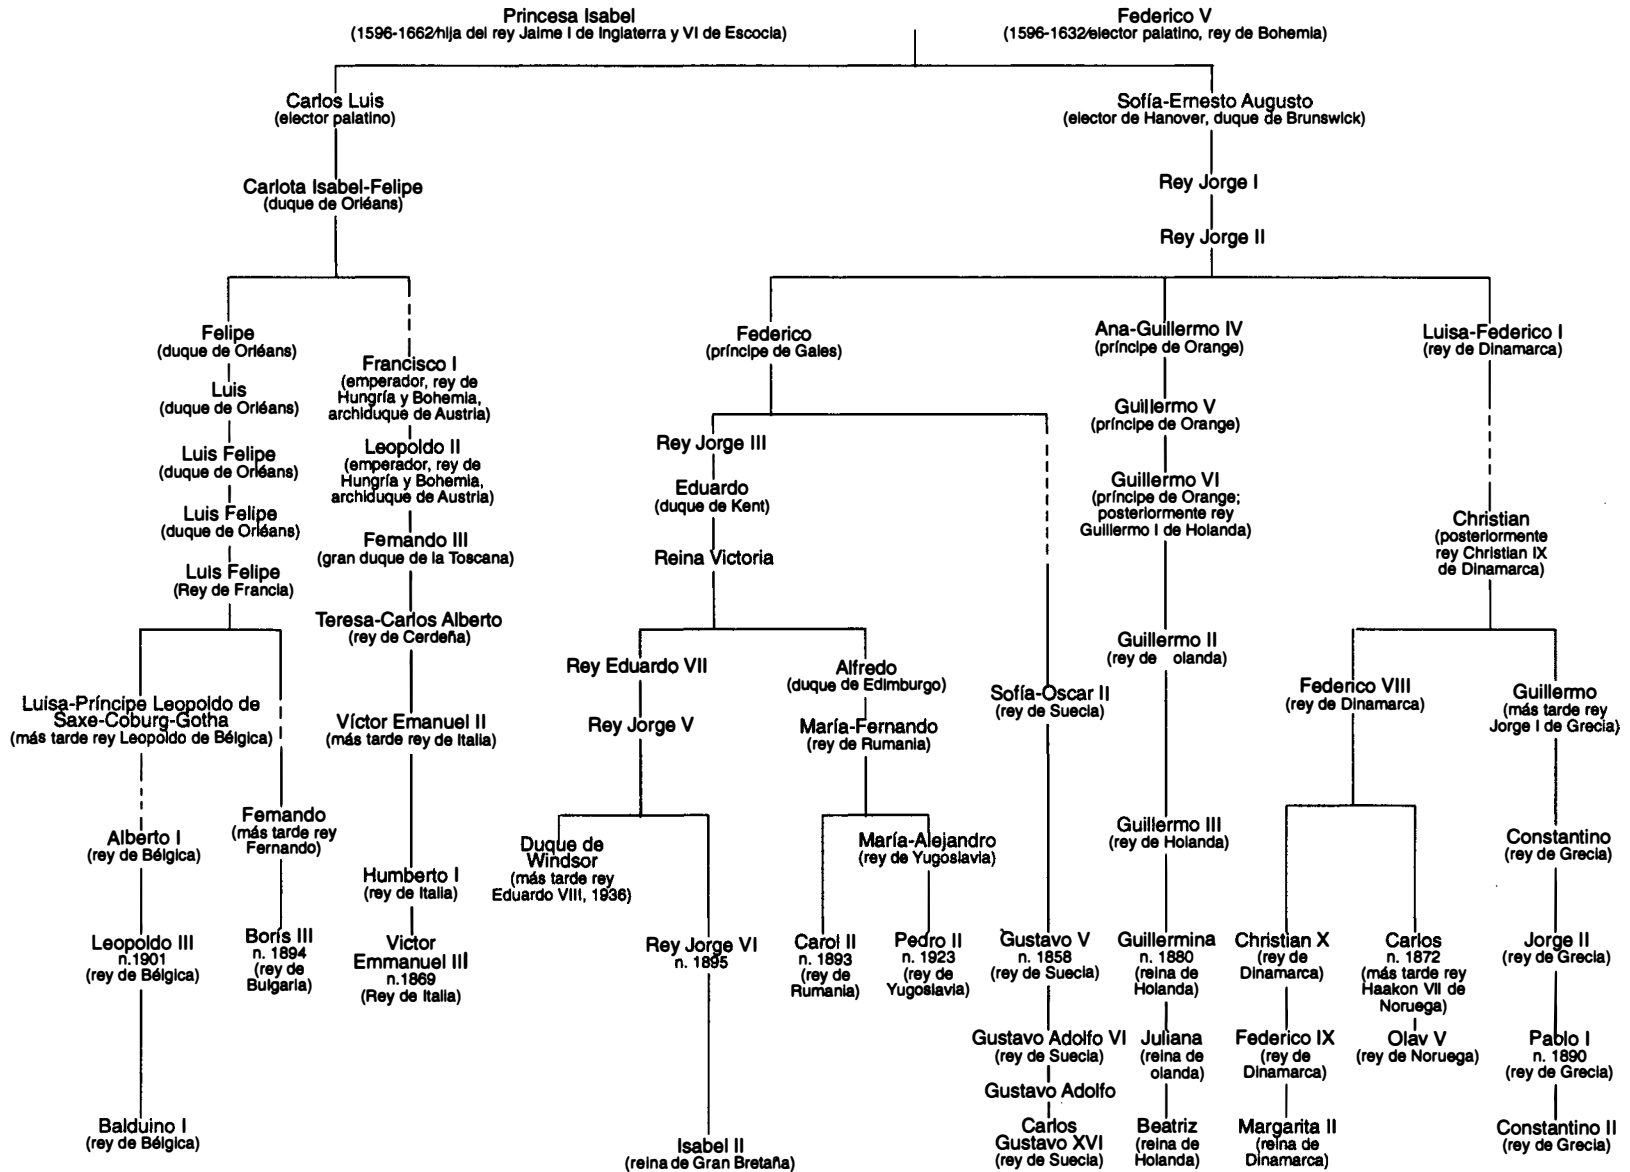 Princesa Isabel
(1596-1662/hija del rey Jaime I de Inglaterra y VI de Escocia)
Federico V
(1596-1632/elector palatino, rey de Bohemia)
Carlos Luis
(elector palatino)
Sofía-Ernesto Augusto
(elector de Hanover, duque de Brunswick)
Carlota Isabel-Felipe
(duque de Orléans)
Rey Jorge I
Rey Jorge II
Felipe
(duque de Orléans)
Luis
(duque de Orléans)
Luis Felipe
(duque de Orléans)
Luis Felipe
(duque de Orléans)
Luis Felipe
(Rey de Francia)
Francisco I
(emperador, rey de
Hungría y Bohemia,
archiduque de Austria)
Leopoldo II
(emperador, rey de
Hungría y Bohemia,
archiduque de Austria)
Fernando III
(gran duque de la Toscana)
Teresa-Carlos Alberto
(rey de Cerdeña)
Víctor Emanuel II
(más tarde rey de Italia)
Humberto I
(rey de Italia)
Victor
Emmanuel III
n.1869
(Rey de Italia)
Luisa-Príncipe Leopoldo de
Saxe-Coburg-Gotha
(más tarde rey Leopoldo de Bélgica)
Alberto I
(rey de Bélgica)
Leopoldo III
n.1901
(rey de Bélgica)
Balduino I
(rey de Bélgica)
Fernando
(más tarde rey
Fernando)
Boris III
n. 1894
(rey de
Bulgaria)
Federico
(príncipe de Gales)
Rey Jorge III
Eduardo
(duque de Kent)
Reina Victoria
Rey Eduardo VII
Rey Jorge V
Duque de
Windsor
(más tarde rey
Eduardo VIII, 1936)
Rey Jorge VI
n. 1895
Isabel II
(reina de Gran Bretaña)
Alfredo
(duque de Edimburgo)
María-Fernando
(rey de Rumania)
Carol II
n. 1893
(rey de
Rumania)
María-Alejandro
(rey de Yugoslavia)
Pedro II
n. 1923
(rey de
Yugoslavia)
Sofía-Oscar II
(rey de Suecia)
Gustavo V
n. 1858
(rey de Suecia)
Gustavo Adolfo VI
(rey de Suecia)
Gustavo Adolfo
Carlos
Gustavo XVI
(rey de Suecia)
Ana-Guillermo IV
(príncipe de Orange)
Guillermo V
(príncipe de Orange)
Guillermo VI
(príncipe de Orange;
posteriormente rey
Guillermo I de Holanda)
Guillermo II
(rey de olanda)
Guillermo III
(rey de Holanda)
Guillermina
n. 1880
(reina de
Holanda)
Juliana
(reina de
olanda)
Beatriz
(reina de
Holanda)
Luisa-Federico I
(rey de Dinamarca)
Christian
(posteriormente
rey Christian IX
de Dinamarca)
Federico VIII
(rey de Dinamarca)
Christian X
(rey de
Dinamarca)
Federico IX
(rey de
Dinamarca)
Margarita II
(reina de
Dinamarca)
Carlos
n. 1872
(más tarde rey
Haakon VII de
Noruega)
Olav V
(rey de Noruega)
Guillermo
(más tarde rey
Jorge I de Grecia)
Constantino
(rey de Grecia)
Jorge II
(rey de Grecia)
Pablo I
n. 1890
(rey de Grecia)
Constantino II
(rey de Grecia)